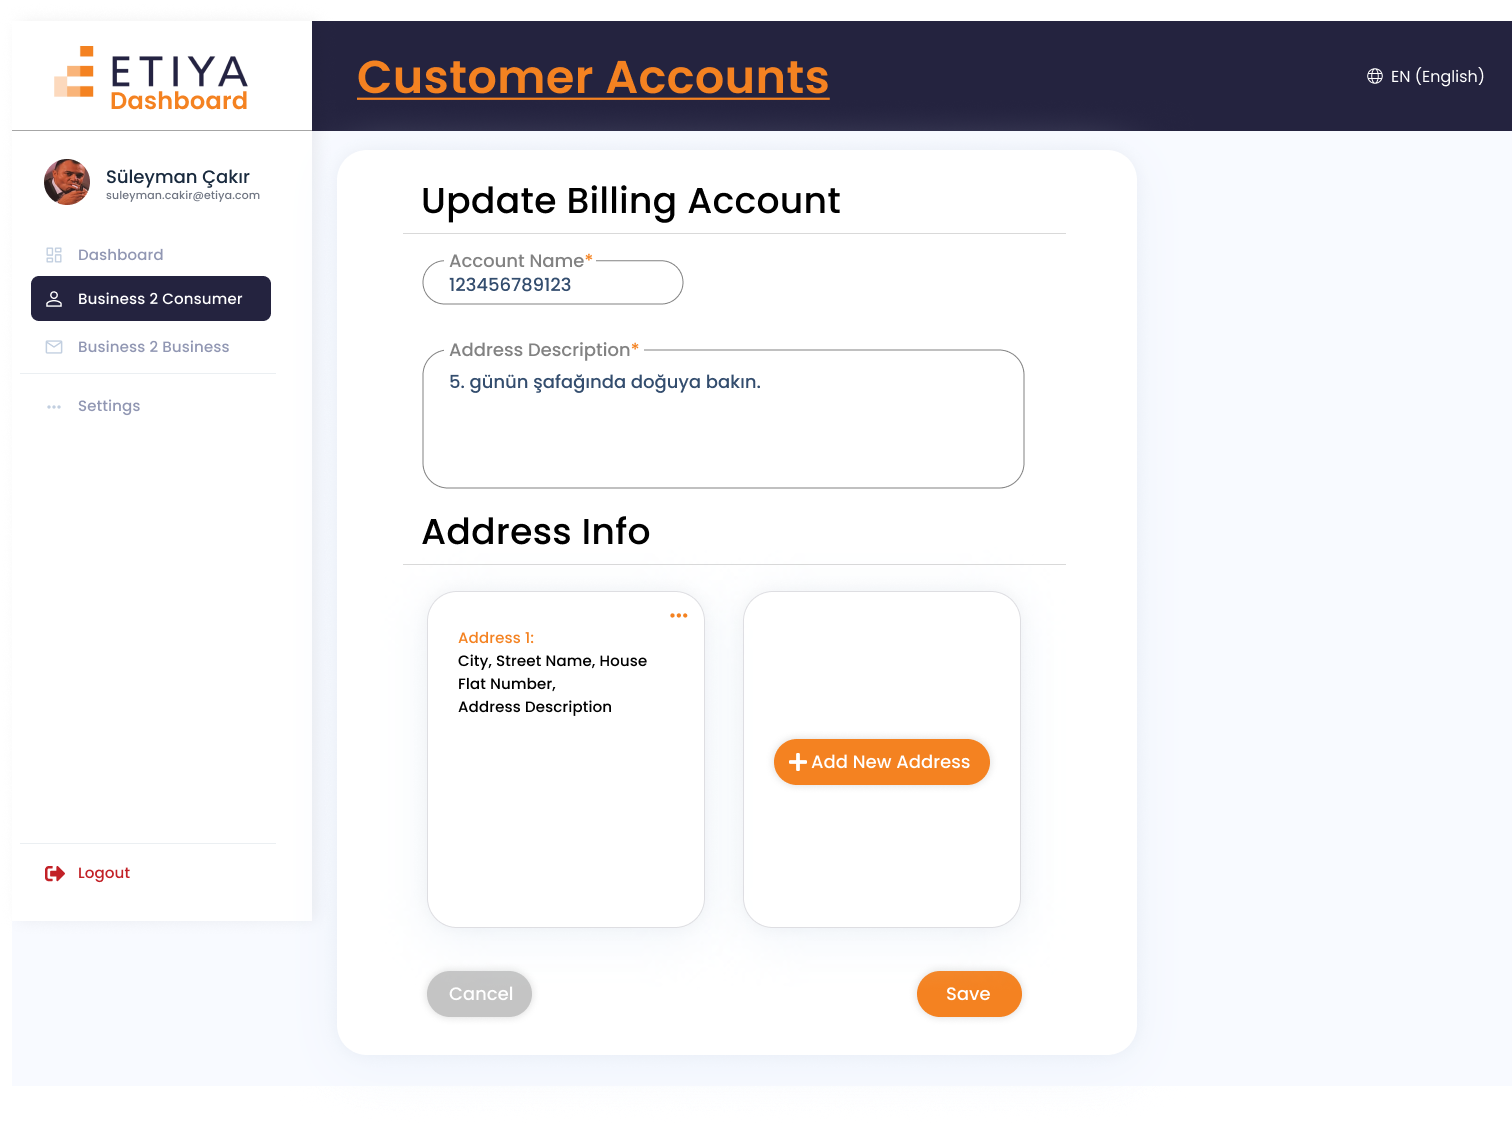 ETIYA
Dashboard
Customer Accounts
EN (English)
Süleyman Çakır
suleyman.cakir@etiya.com
Dashboard
Business 2 Consumer
Business 2 Business
Settings
Logout
Update Billing Account
Account Name*
123456789123
Address Description*
5. günün şafağında doğuya bakın.
Address Info
Address 1:
City, Street Name, House
Flat Number,
Address Description
Add New Address
Cancel
Save